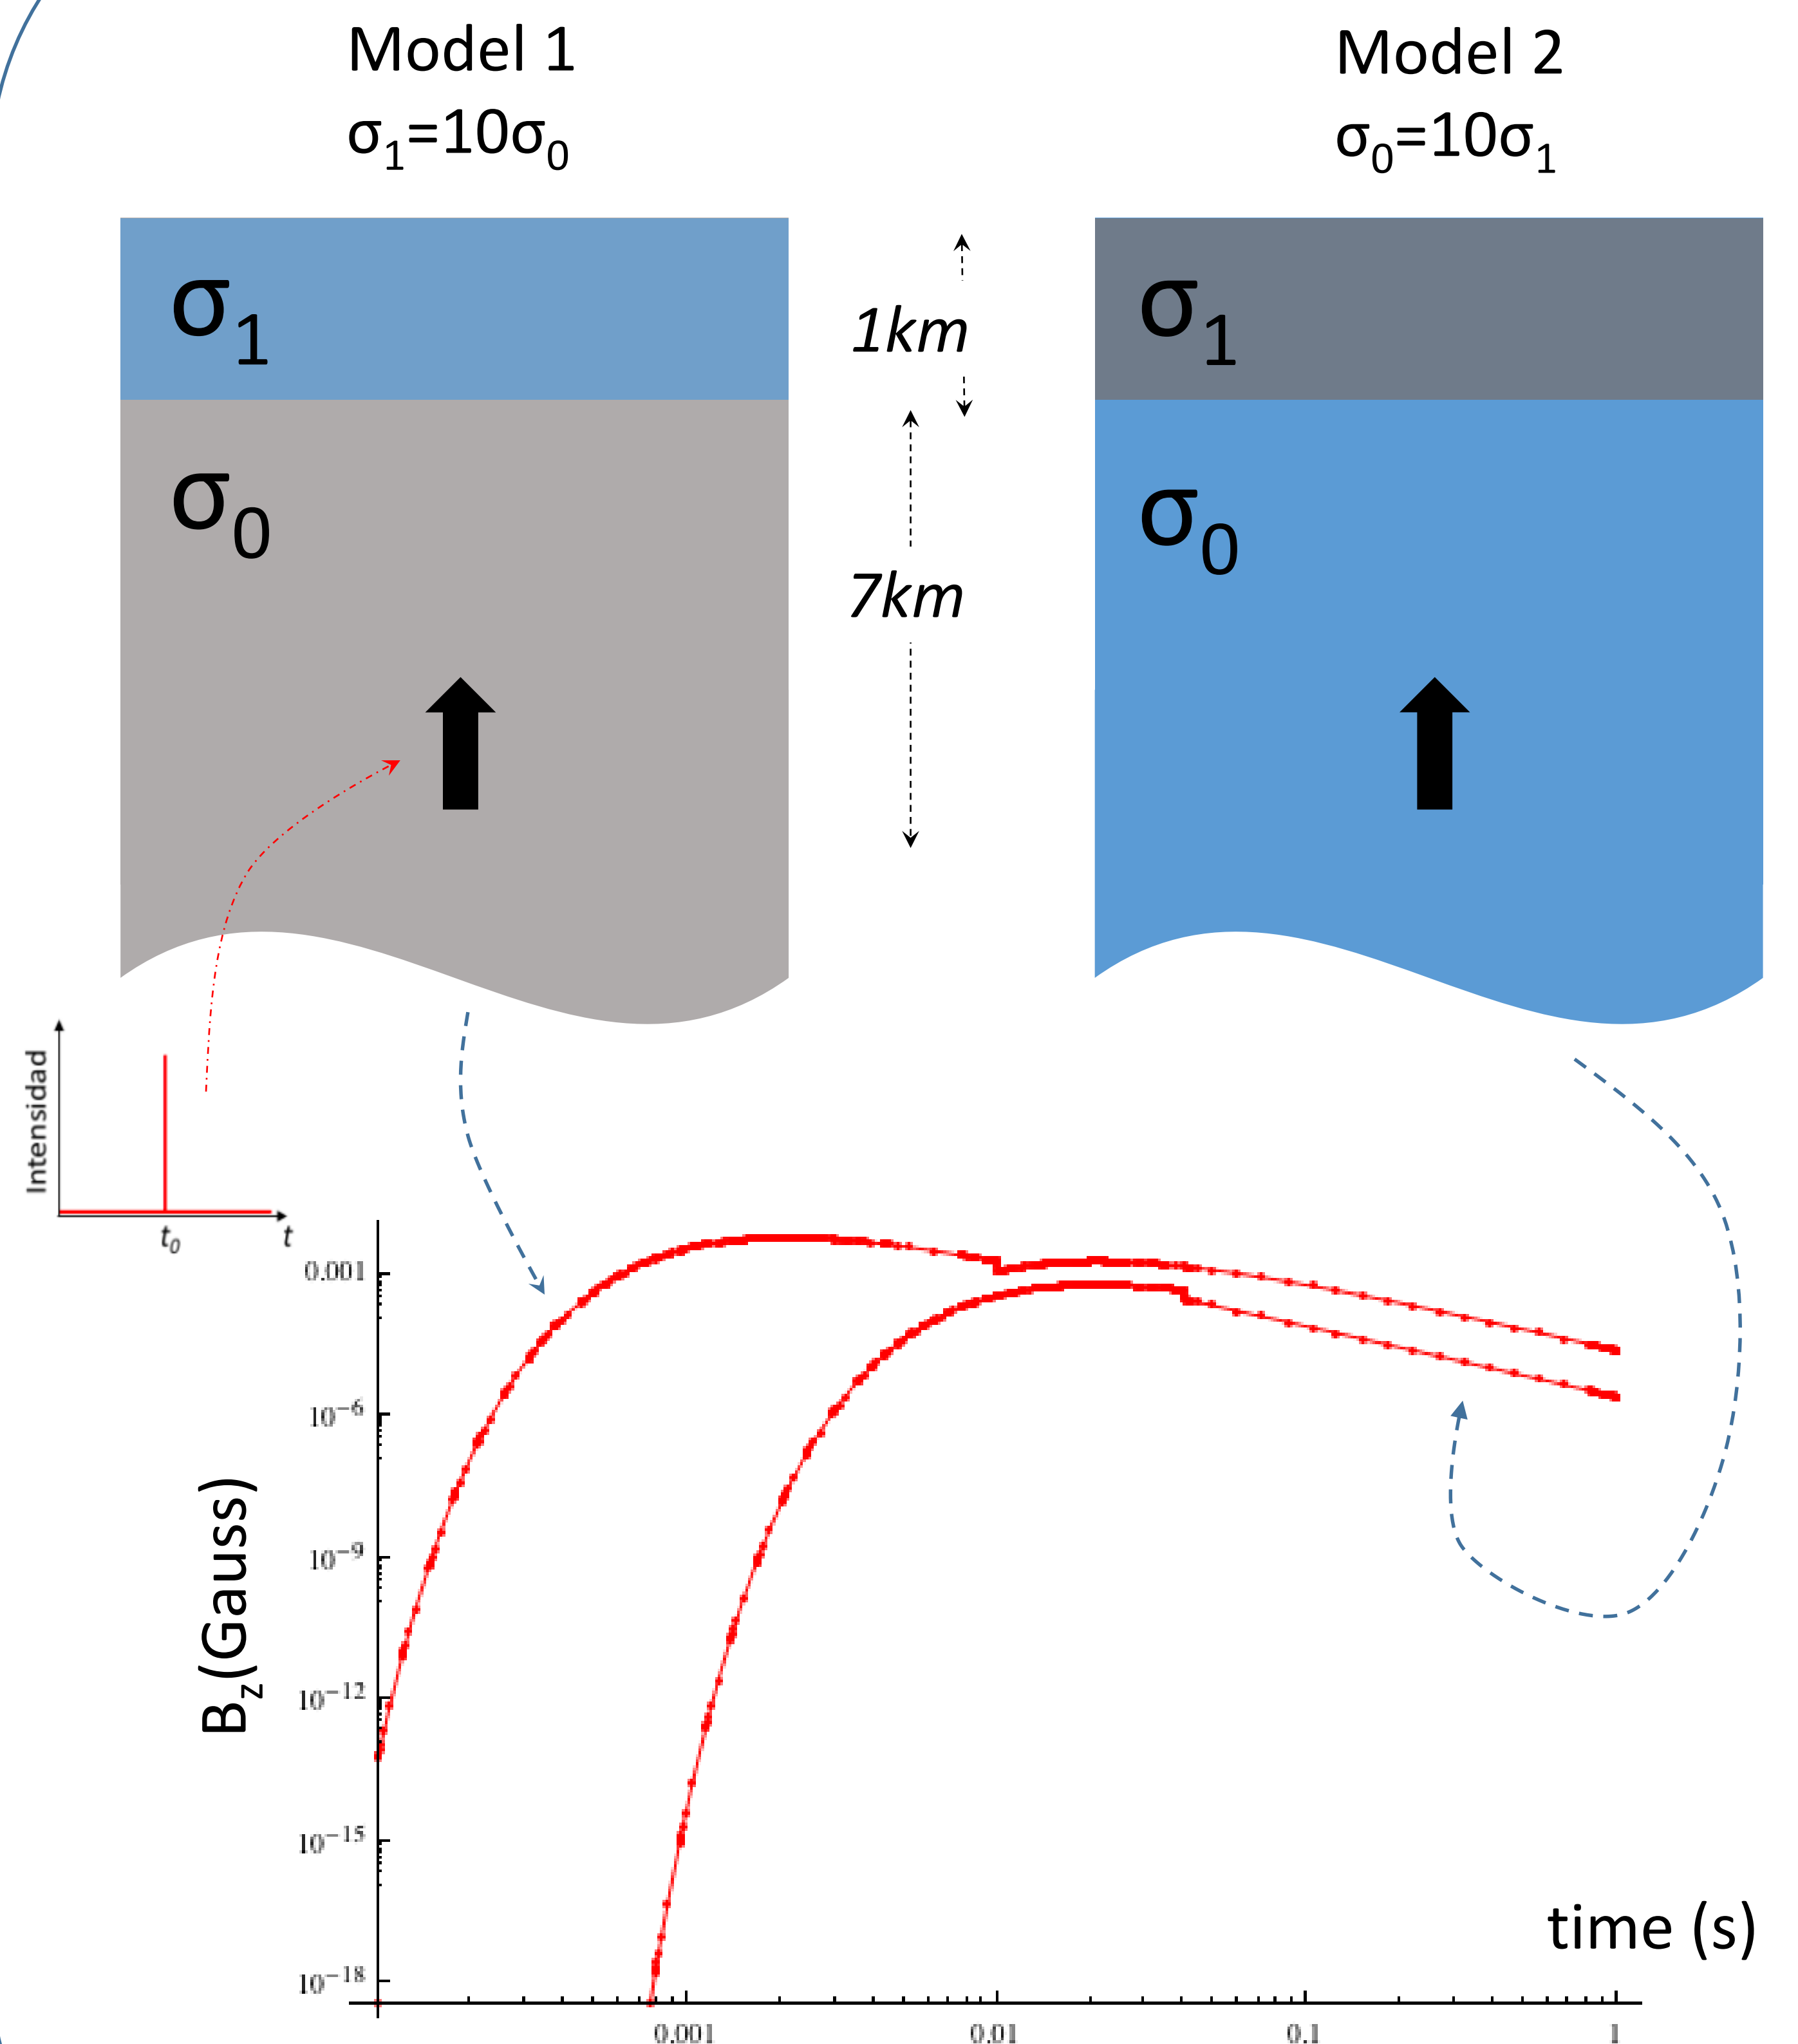 Model 1
σ1=10σ0
Model 2
σ0=10σ1
σ1
σ0
1km
7km
σ1
σ0
Intensidad
t0
t
0.001
10−6
10−9
10−12
10−15
10−18
Bz(Gauss)
time (s)
0.001
0.01
0.1
1